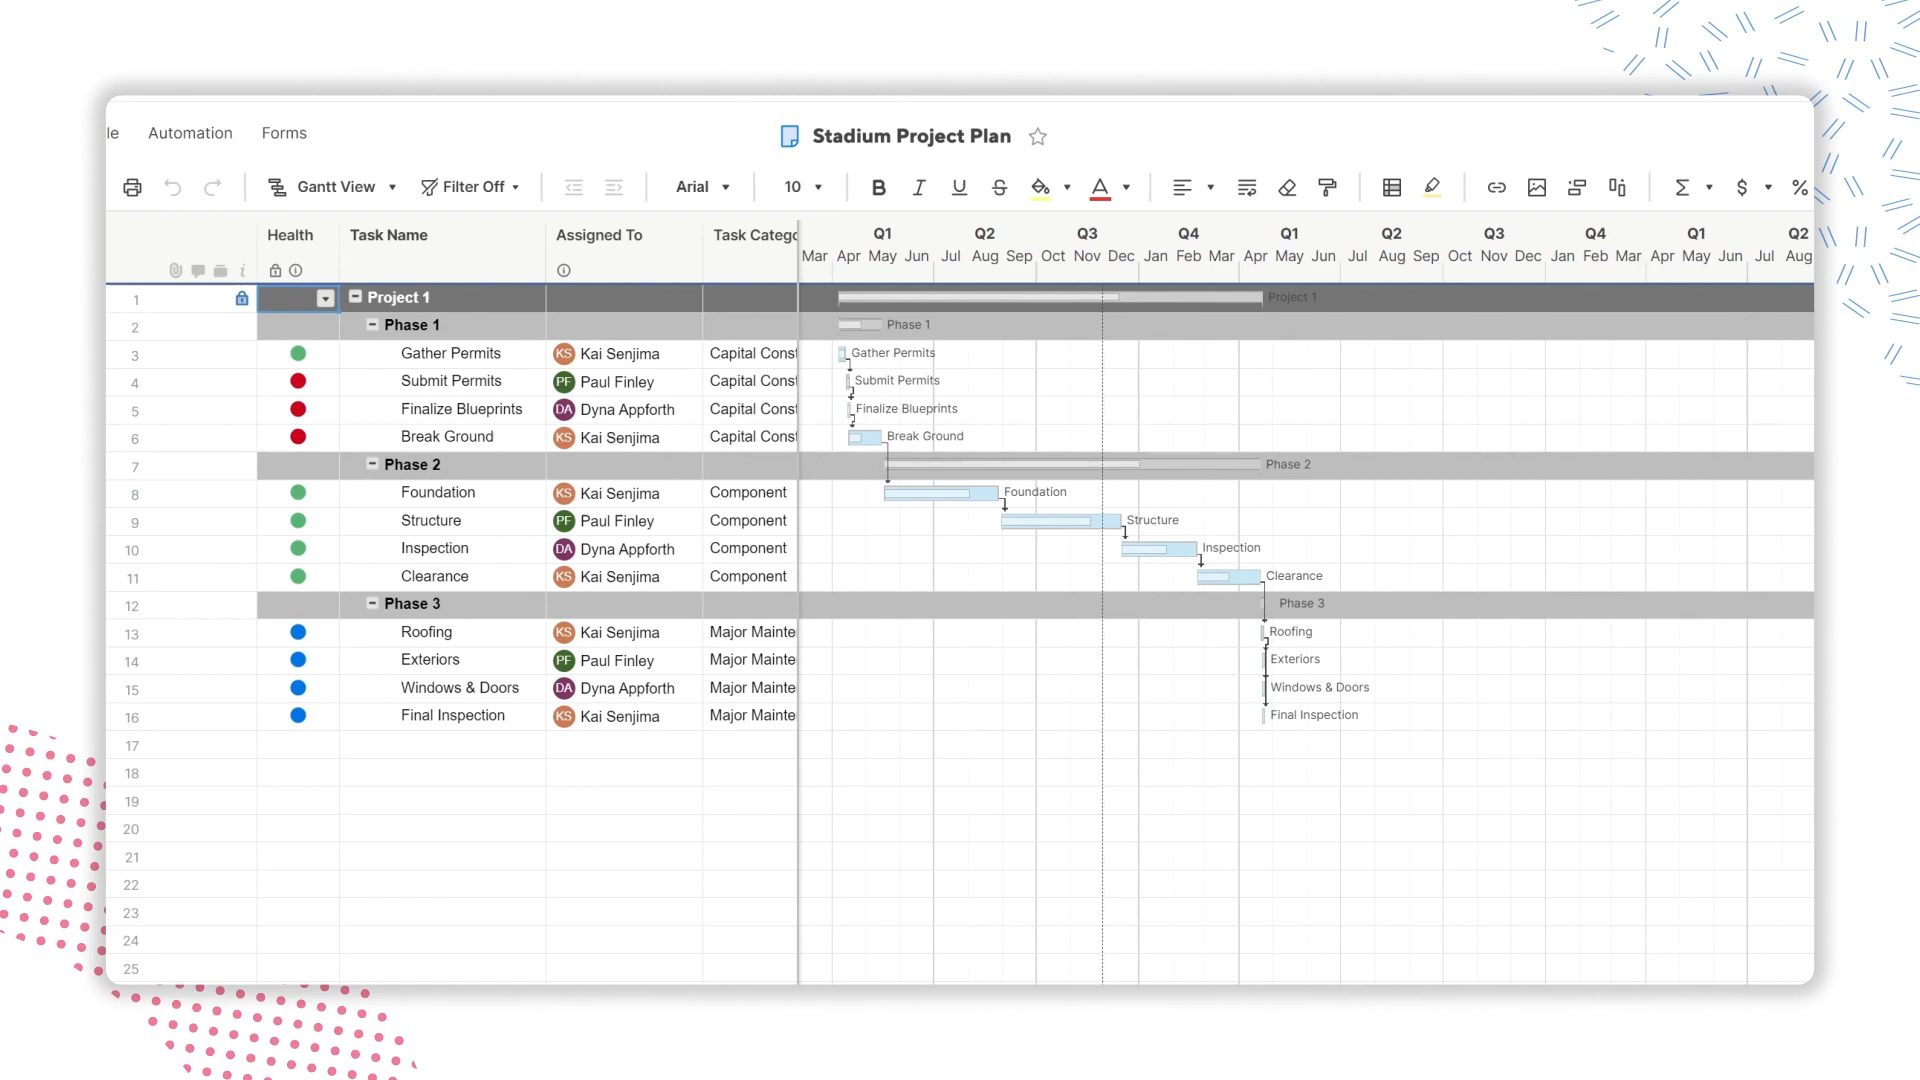 le Automation Forms
Stadium Project Plan
Gantt View Filter Off Arial 10 B I U S A Σ $ %
Health Task Name Assigned To Task Catego
Q1 Q2 Q3 Q4 Q1 Q2 Q3 Q4 Q1 Q2
Mar Apr May Jun Jul Aug Sep Oct Nov Dec Jan Feb Mar Apr May Jun Jul Aug Sep Oct Nov Dec Jan Feb Mar Apr May Jun Jul Aug
1 Project 1 Project 1
2 Phase 1 Phase 1
3 Gather Permits KS Kai Senjima Capital Const Gather Permits
4 Submit Permits PF Paul Finley Capital Const Submit Permits
5 Finalize Blueprints DA Dyna Appforth Capital Const Finalize Blueprints
6 Break Ground KS Kai Senjima Capital Const Break Ground
7 Phase 2 Phase 2
8 Foundation KS Kai Senjima Component Foundation
9 Structure PF Paul Finley Component Structure
10 Inspection DA Dyna Appforth Component Inspection
11 Clearance KS Kai Senjima Component Clearance
12 Phase 3 Phase 3
13 Roofing KS Kai Senjima Major Mainte Roofing
14 Exteriors PF Paul Finley Major Mainte Exteriors
15 Windows & Doors DA Dyna Appforth Major Mainte Windows & Doors
16 Final Inspection KS Kai Senjima Major Mainte Final Inspection
17
18
19
20
21
22
23
24
25